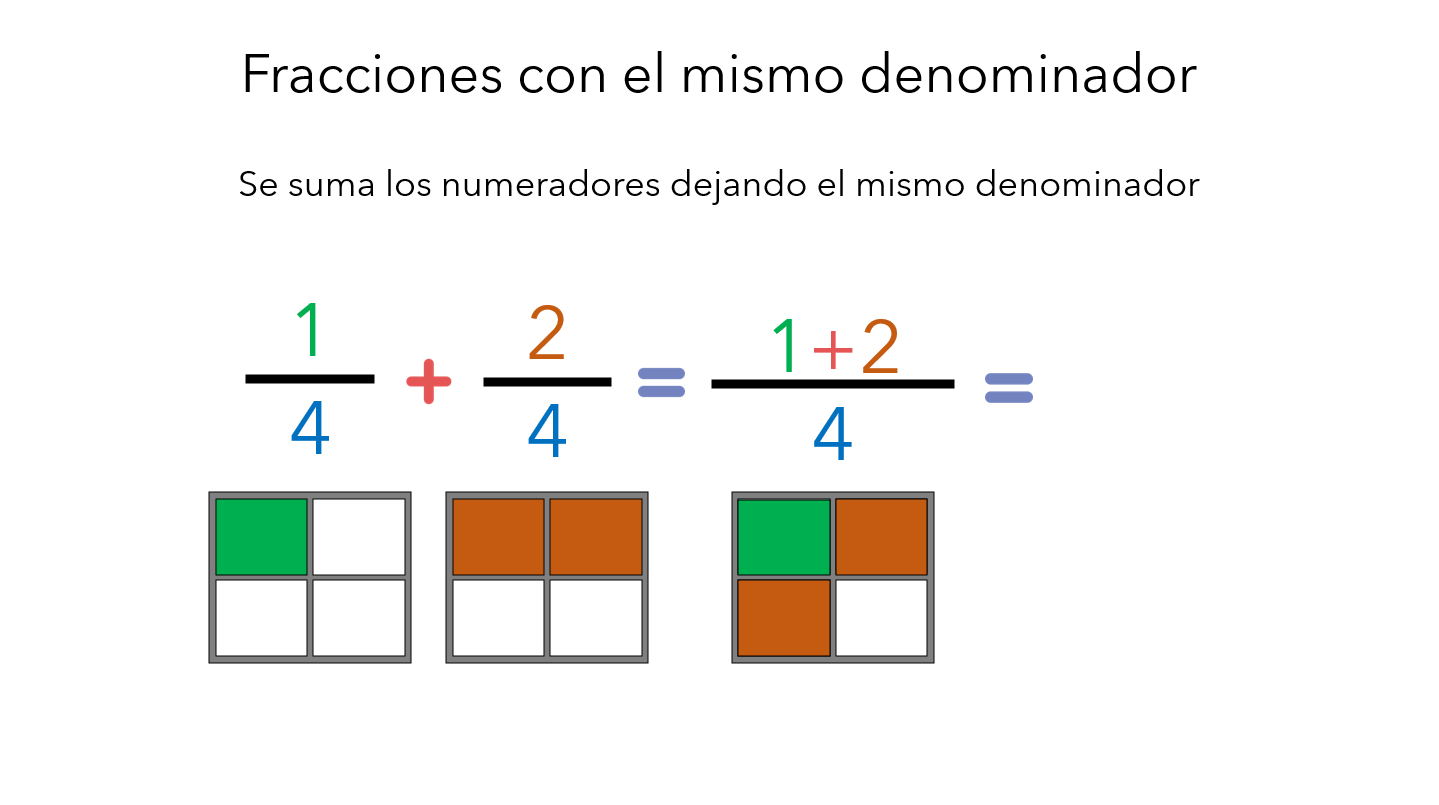 Fracciones con el mismo denominador
Se suma los numeradores dejando el mismo denominador
1/4 + 2/4 = 1+2/4 =